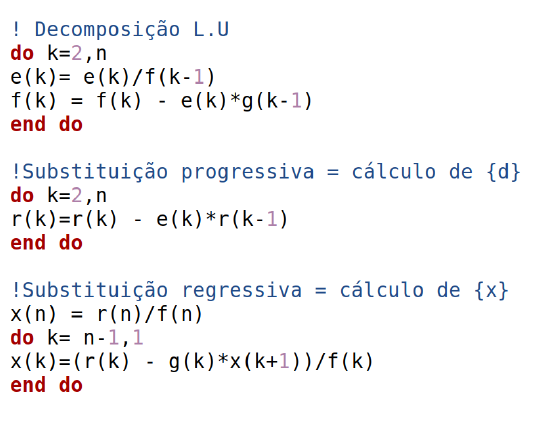 ! Decomposição L.U
do k=2,n
e(k)= e(k)/f(k-1)
f(k) = f(k) - e(k)*g(k-1)
end do
!Substituição progressiva = cálculo de {d}
do k=2,n
r(k)=r(k) - e(k)*r(k-1)
end do
!Substituição regressiva = cálculo de {x}
x(n) = r(n)/f(n)
do k= n-1,1
x(k)=(r(k) - g(k)*x(k+1))/f(k)
end do